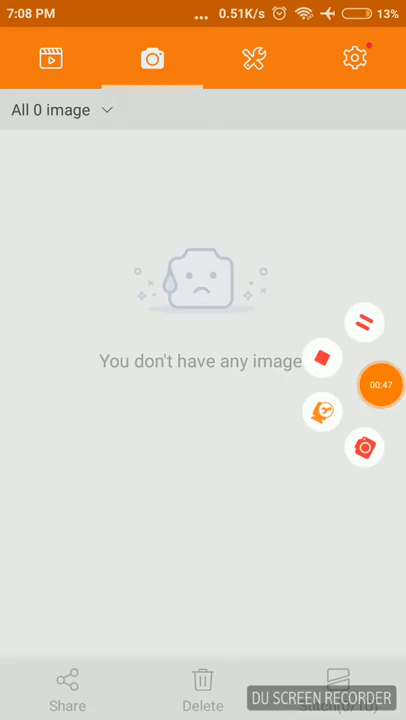 7:08 PM ... 0.51K/s 13%
All 0 image
You don't have any image
00:47
Share
Delete
DU SCREEN RECORDER